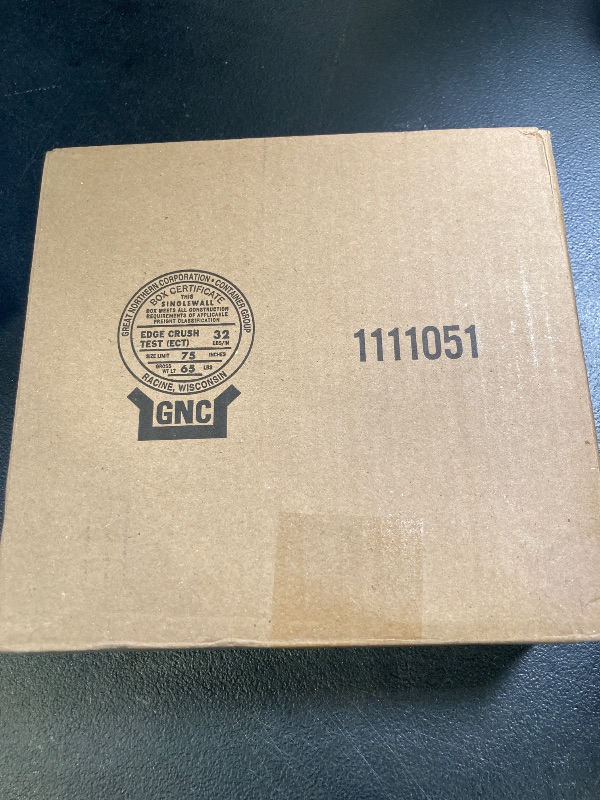 GREAT NORTHERN CORPORATION • CONTAINER GROUP
BOX CERTIFICATE
THIS
SINGLEWALL
BOX MEETS ALL CONSTRUCTION
REQUIREMENTS OF APPLICABLE
FREIGHT CLASSIFICATION
EDGE CRUSH 32
TEST (ECT) LBS/IN
SIZE LIMIT 75 INCHES
GROSS
WT LT 65 LBS
RACINE, WISCONSIN
GNC
1111051